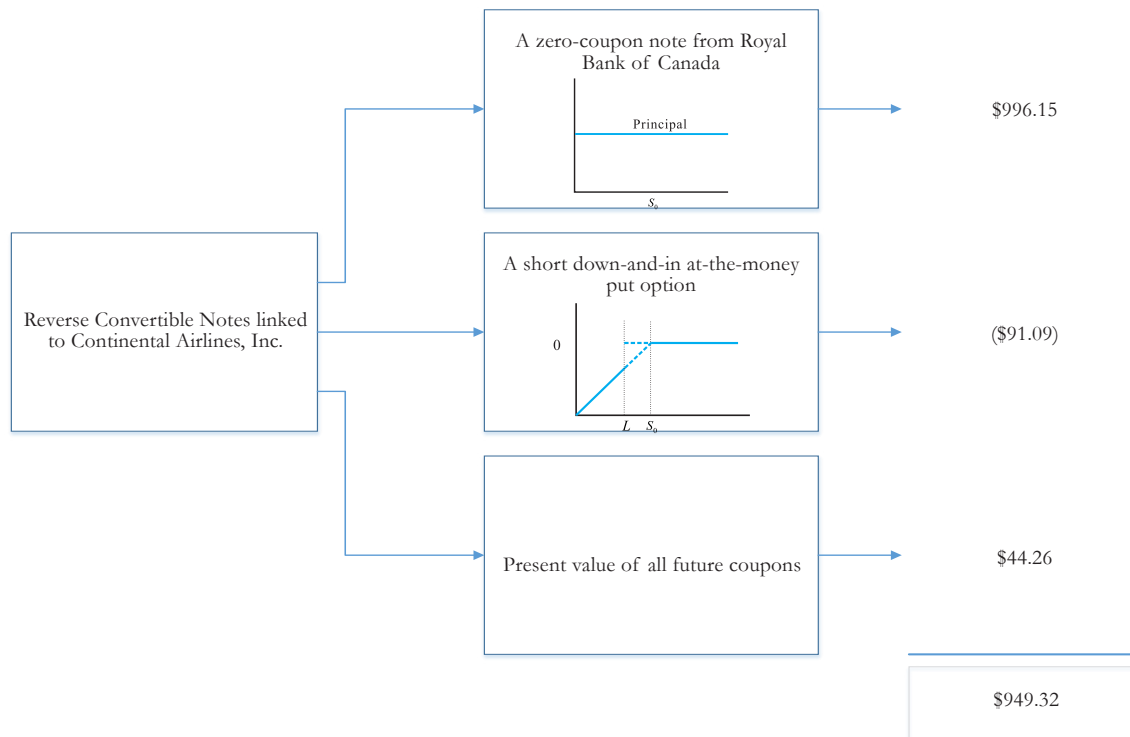 A zero-coupon note from Royal
Bank of Canada
Principal
S₀
$996.15
Reverse Convertible Notes linked
to Continental Airlines, Inc.
A short down-and-in at-the-money
put option
0
L S₀
($91.09)
Present value of all future coupons
$44.26
$949.32